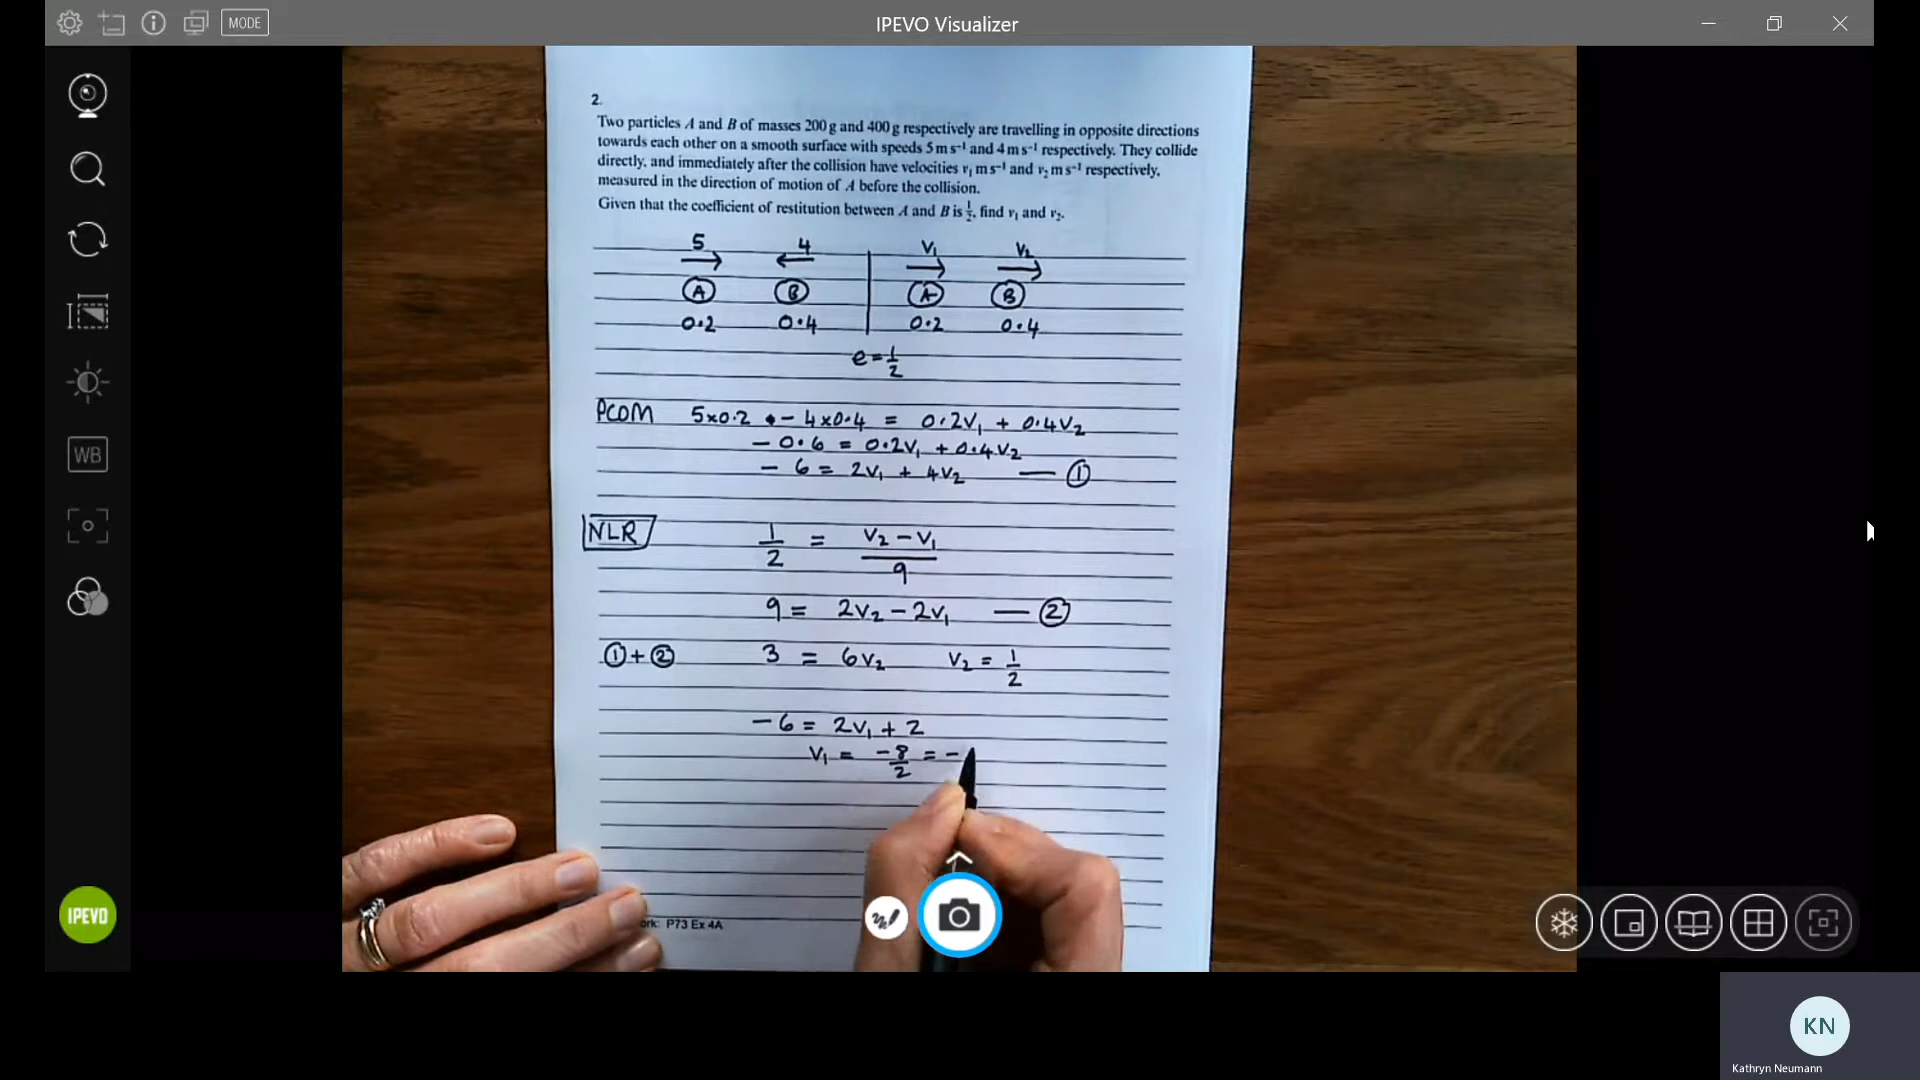 MODE
IPEVO Visualizer
2.
Two particles A and B of masses 200 g and 400 g respectively are travelling in opposite directions
towards each other on a smooth surface with speeds 5 m s⁻¹ and 4 m s⁻¹ respectively. They collide
directly, and immediately after the collision have velocities v₁ m s⁻¹ and v₂ m s⁻¹ respectively,
measured in the direction of motion of A before the collision.
Given that the coefficient of restitution between A and B is 1/2, find v₁ and v₂.
5 4 V₁ V₂
A B A B
0.2 0.4 0.2 0.4
e = 1/2
PCOM 5×0.2 - 4×0.4 = 0.2V₁ + 0.4V₂
- 0.6 = 0.2V₁ + 0.4V₂
- 6 = 2V₁ + 4V₂ — ①
NLR 1/2 = (V₂ - V₁)/9
9 = 2V₂ - 2V₁ — ②
① + ② 3 = 6V₂ V₂ = 1/2
- 6 = 2V₁ + 2
V₁ = -8/2 = -
WB
IPEVO
P73 Ex 4A
KN
Kathryn Neumann